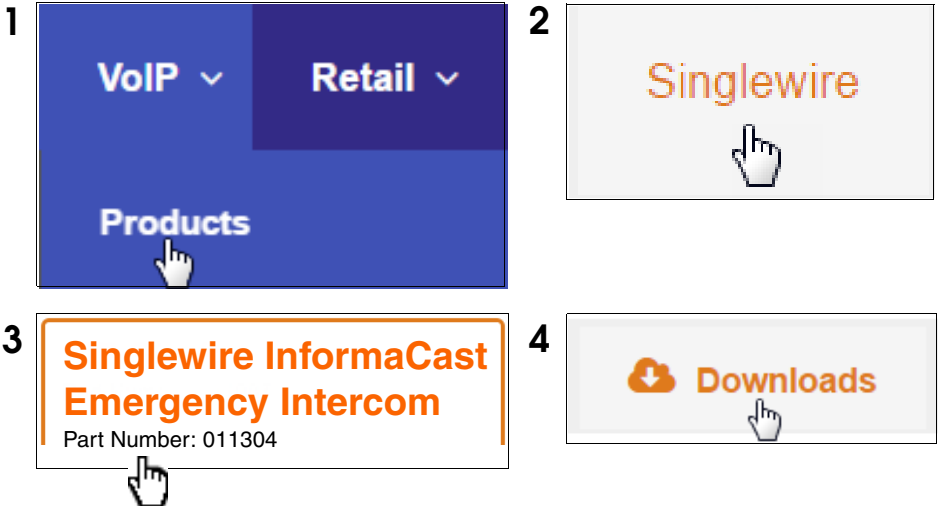 1
VoIP Retail
Products
2
Singlewire
3
Singlewire InformaCast
Emergency Intercom
Part Number: 011304
4
Downloads